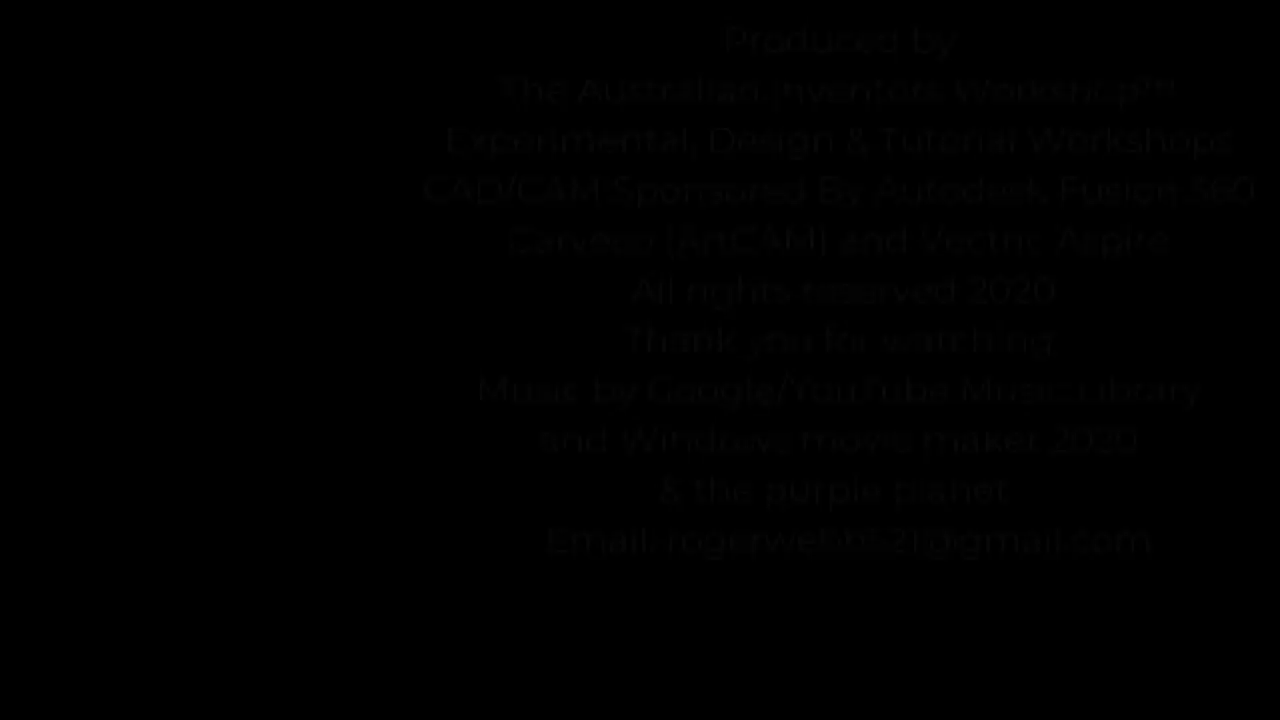 Produced by
The Australian Inventors Workshop™
Experimental, Design & Tutorial Workshops
CAD/CAM Sponsored By Autodesk Fusion 360
Carveco (ArtCAM) and Vectric Aspire
All rights reserved 2020
Thank you for watching
Music by Google/YouTube Music Library
and Windows movie maker 2020
& the purple planet
Email: